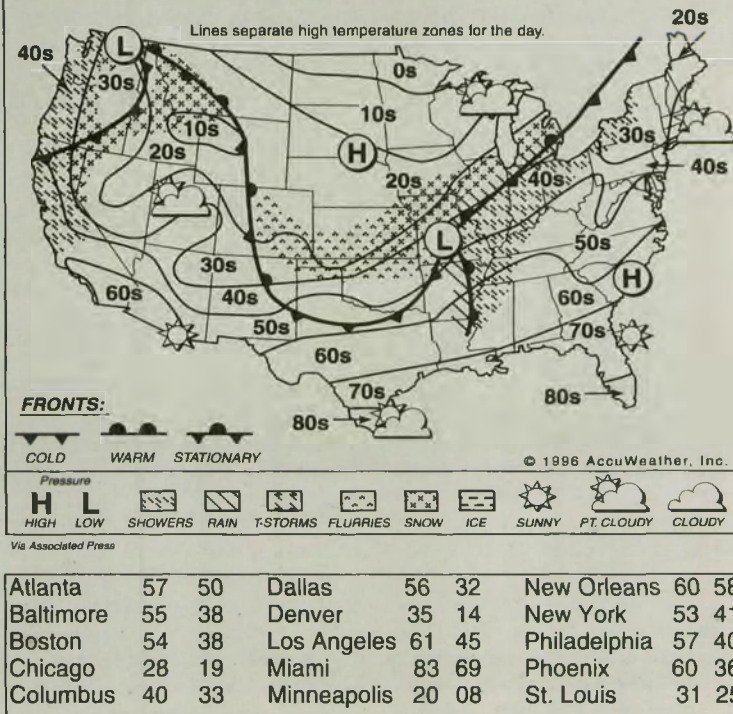 Lines separate high temperature zones for the day.
20s
40s
L
0s
30s
10s
10s
H
30s
20s
20s
40s
40s
L
50s
30s
H
60s
40s
60s
50s
70s
60s
70s
80s
80s
FRONTS:
COLD WARM STATIONARY
© 1996 AccuWeather, Inc.
Pressure
H L
HIGH LOW SHOWERS RAIN T-STORMS FLURRIES SNOW ICE SUNNY PT. CLOUDY CLOUDY
Via Associated Press
Atlanta 57 50 Dallas 56 32 New Orleans 60 58
Baltimore 55 38 Denver 35 14 New York 53 41
Boston 54 38 Los Angeles 61 45 Philadelphia 57 40
Chicago 28 19 Miami 83 69 Phoenix 60 36
Columbus 40 33 Minneapolis 20 08 St. Louis 31 25